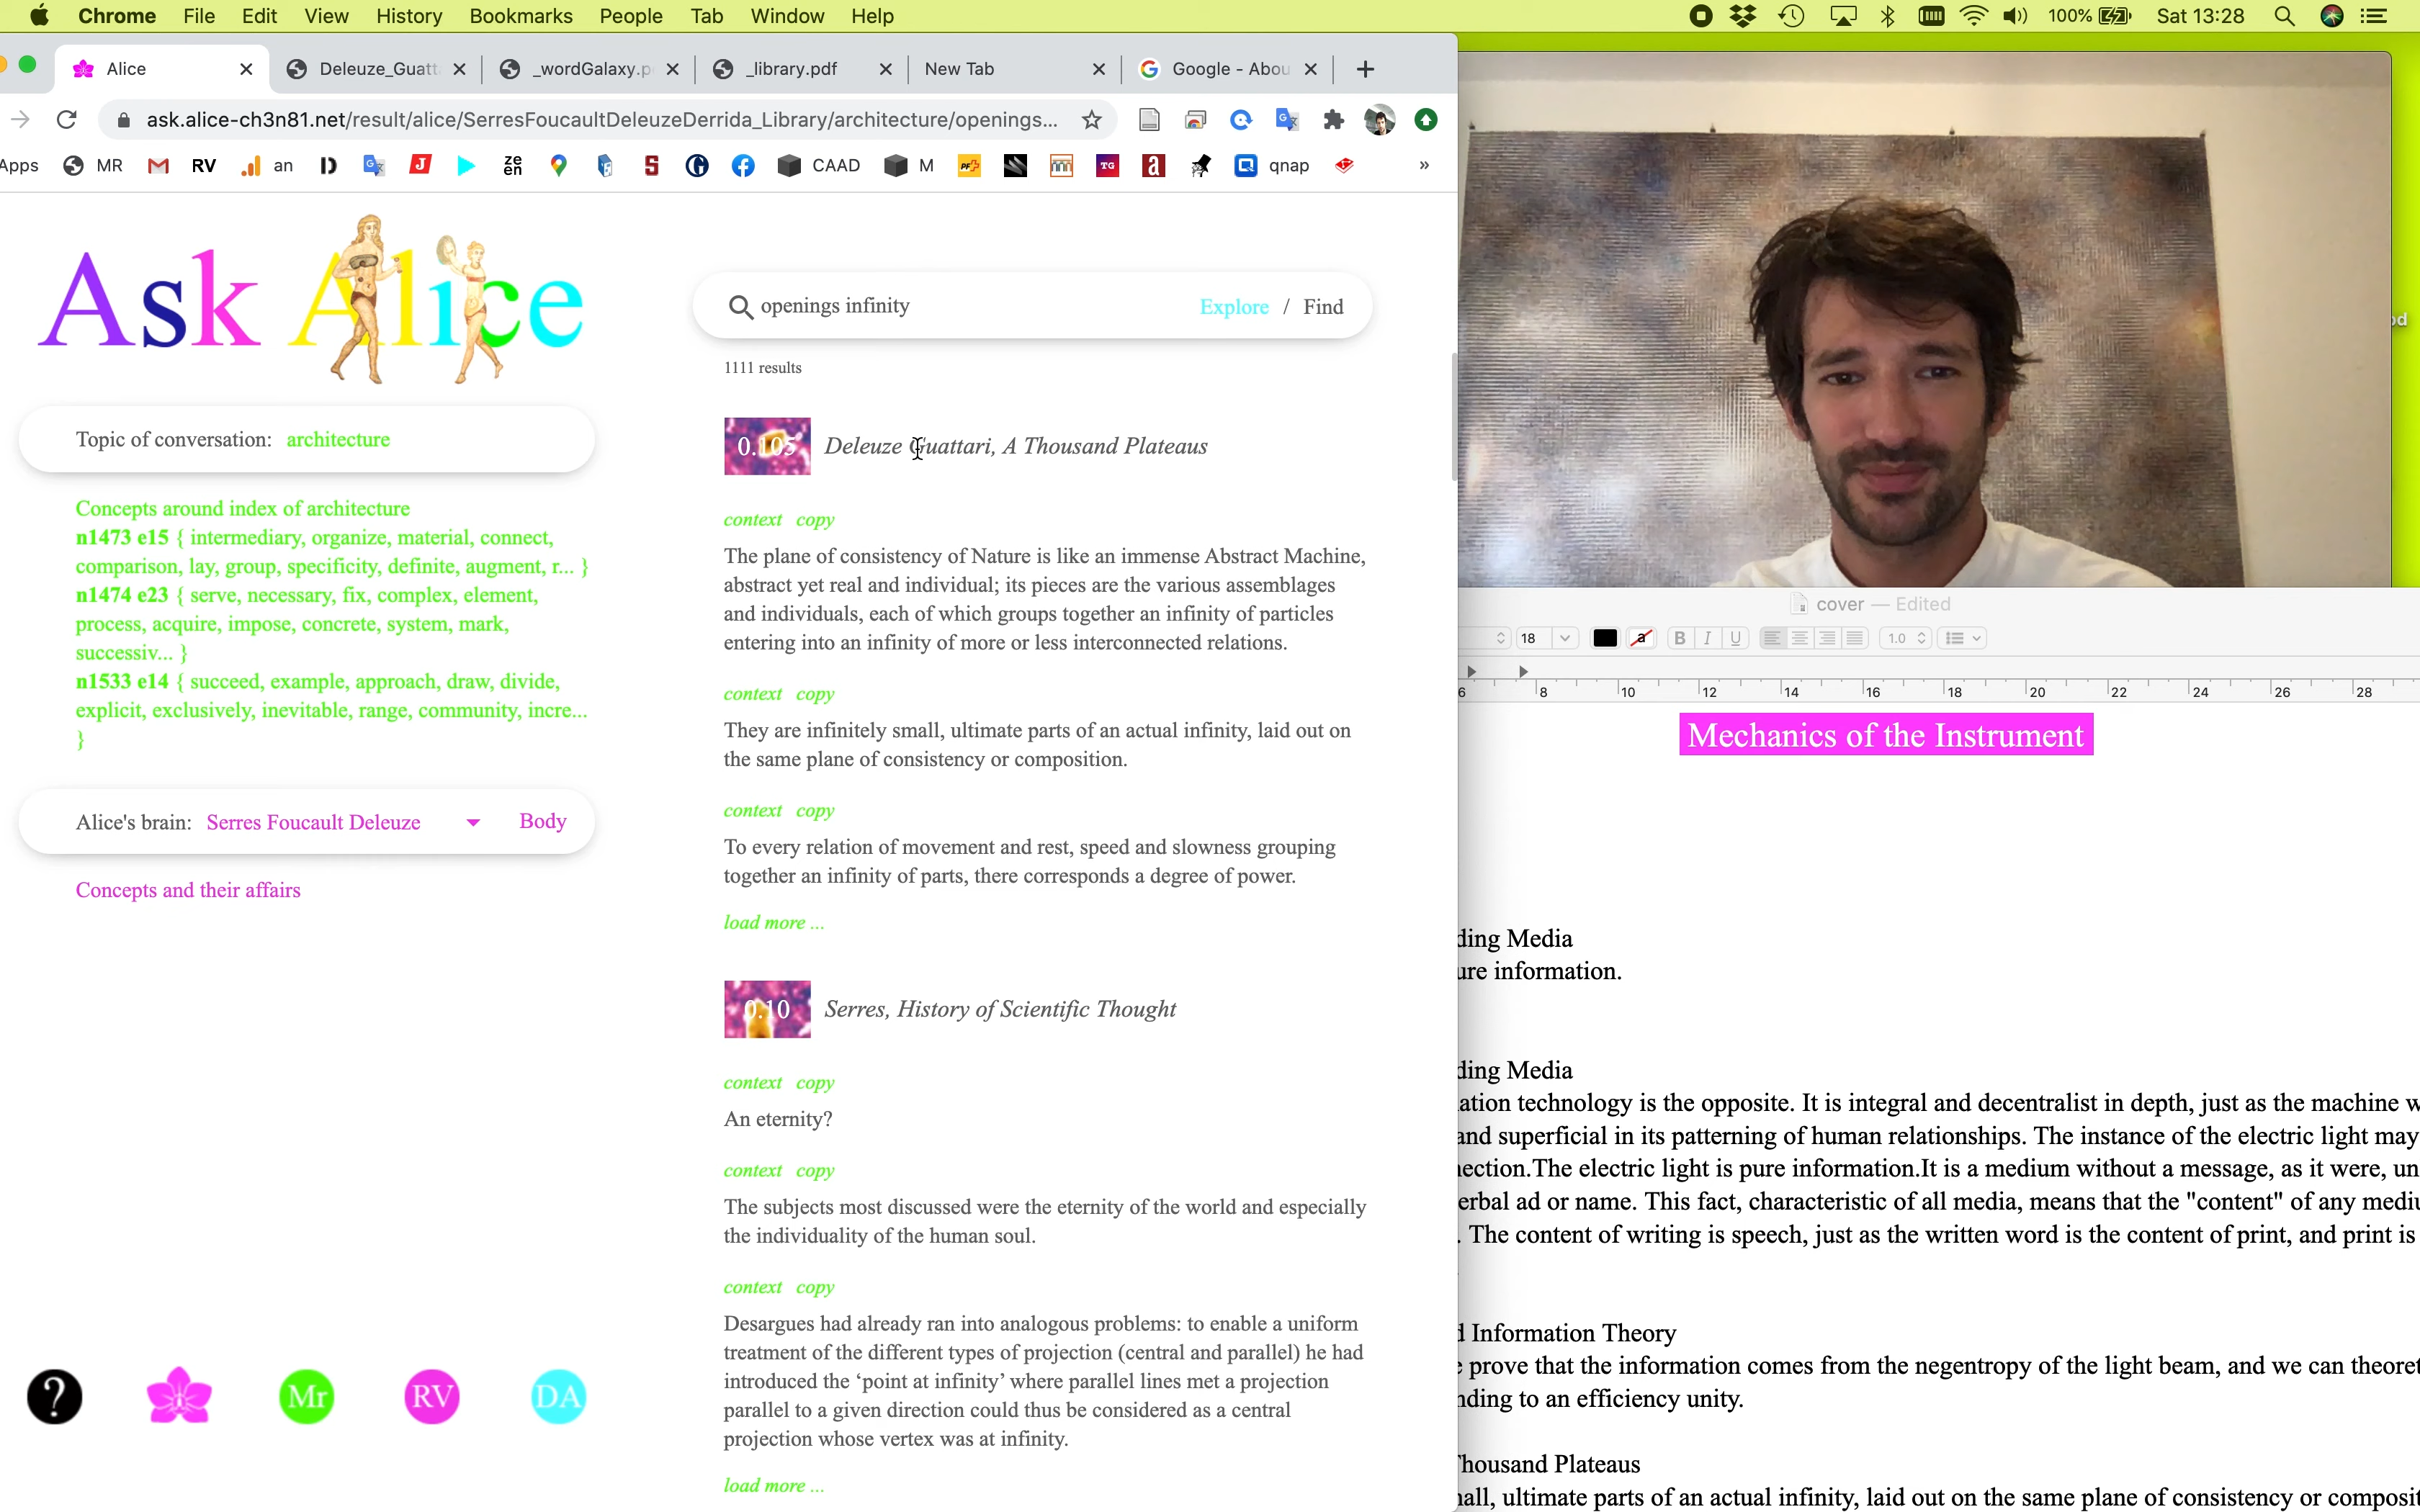 Chrome File Edit View History Bookmarks People Tab Window Help
100% Sat 13:28
Alice Deleuze_Guatt _wordGalaxy.p _library.pdf New Tab Google - Abou
ask.alice-ch3n81.net/result/alice/SerresFoucaultDeleuzeDerrida_Library/architecture/openings...
Apps MR RV an CAAD M qnap
Ask Alice
openings infinity Explore / Find
1111 results
Topic of conversation: architecture
Concepts around index of architecture
n1473 e15 { intermediary, organize, material, connect,
comparison, lay, group, specificity, definite, augment, r... }
n1474 e23 { serve, necessary, fix, complex, element,
process, acquire, impose, concrete, system, mark,
successiv... }
n1533 e14 { succeed, example, approach, draw, divide,
explicit, exclusively, inevitable, range, community, incre...
}
Alice's brain: Serres Foucault Deleuze Body
Concepts and their affairs
? Mr RV DA
0.105 Deleuze Guattari, A Thousand Plateaus
context copy
The plane of consistency of Nature is like an immense Abstract Machine,
abstract yet real and individual; its pieces are the various assemblages
and individuals, each of which groups together an infinity of particles
entering into an infinity of more or less interconnected relations.
context copy
They are infinitely small, ultimate parts of an actual infinity, laid out on
the same plane of consistency or composition.
context copy
To every relation of movement and rest, speed and slowness grouping
together an infinity of parts, there corresponds a degree of power.
load more ...
0.10 Serres, History of Scientific Thought
context copy
An eternity?
context copy
The subjects most discussed were the eternity of the world and especially
the individuality of the human soul.
context copy
Desargues had already ran into analogous problems: to enable a uniform
treatment of the different types of projection (central and parallel) he had
introduced the ‘point at infinity’ where parallel lines met a projection
parallel to a given direction could thus be considered as a central
projection whose vertex was at infinity.
load more ...
cover — Edited
18 a B I U 1.0
6 8 10 12 14 16 18 20 22 24 26 28
Mechanics of the Instrument
ding Media
ure information.
ding Media
ation technology is the opposite. It is integral and decentralist in depth, just as the machine w
and superficial in its patterning of human relationships. The instance of the electric light may
ection.The electric light is pure information.It is a medium without a message, as it were, un
erbal ad or name. This fact, characteristic of all media, means that the "content" of any mediu
. The content of writing is speech, just as the written word is the content of print, and print is
d Information Theory
e prove that the information comes from the negentropy of the light beam, and we can theoret
nding to an efficiency unity.
Thousand Plateaus
all, ultimate parts of an actual infinity, laid out on the same plane of consistency or composit